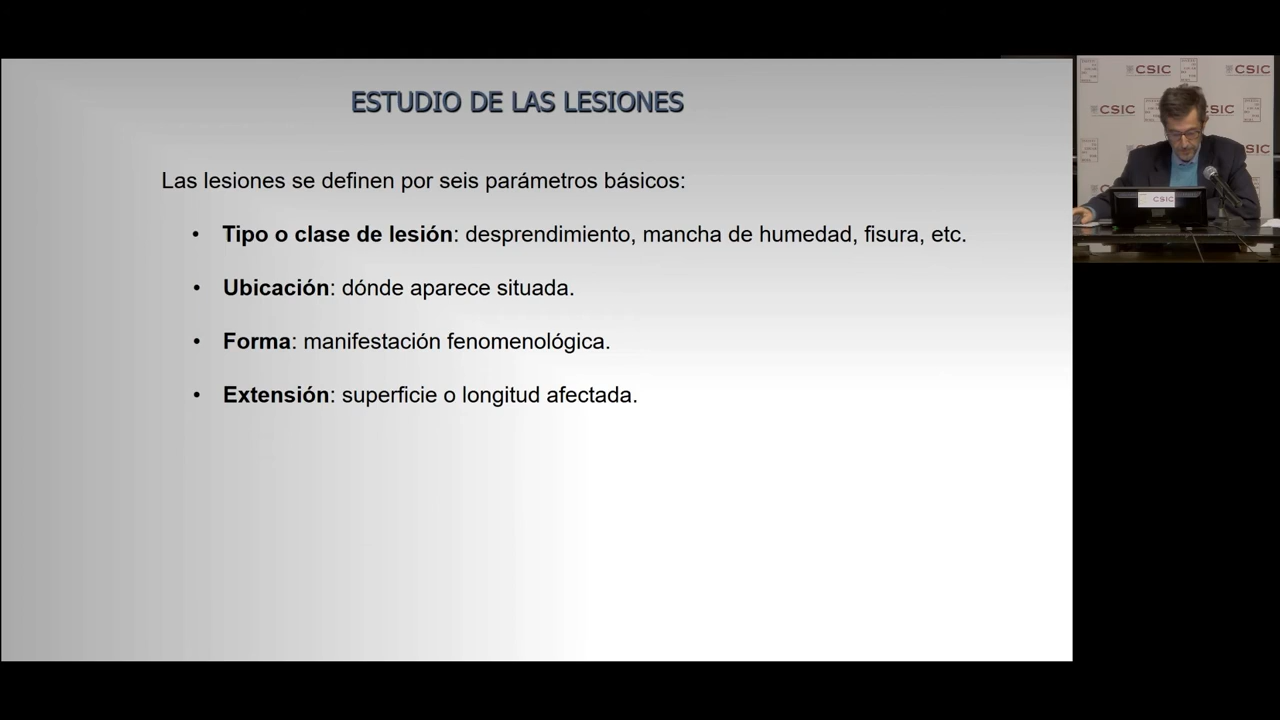 ESTUDIO DE LAS LESIONES
Las lesiones se definen por seis parámetros básicos:
• Tipo o clase de lesión: desprendimiento, mancha de humedad, fisura, etc.
• Ubicación: dónde aparece situada.
• Forma: manifestación fenomenológica.
• Extensión: superficie o longitud afectada.
CSIC
CSIC
CSIC
CSIC
CSIC